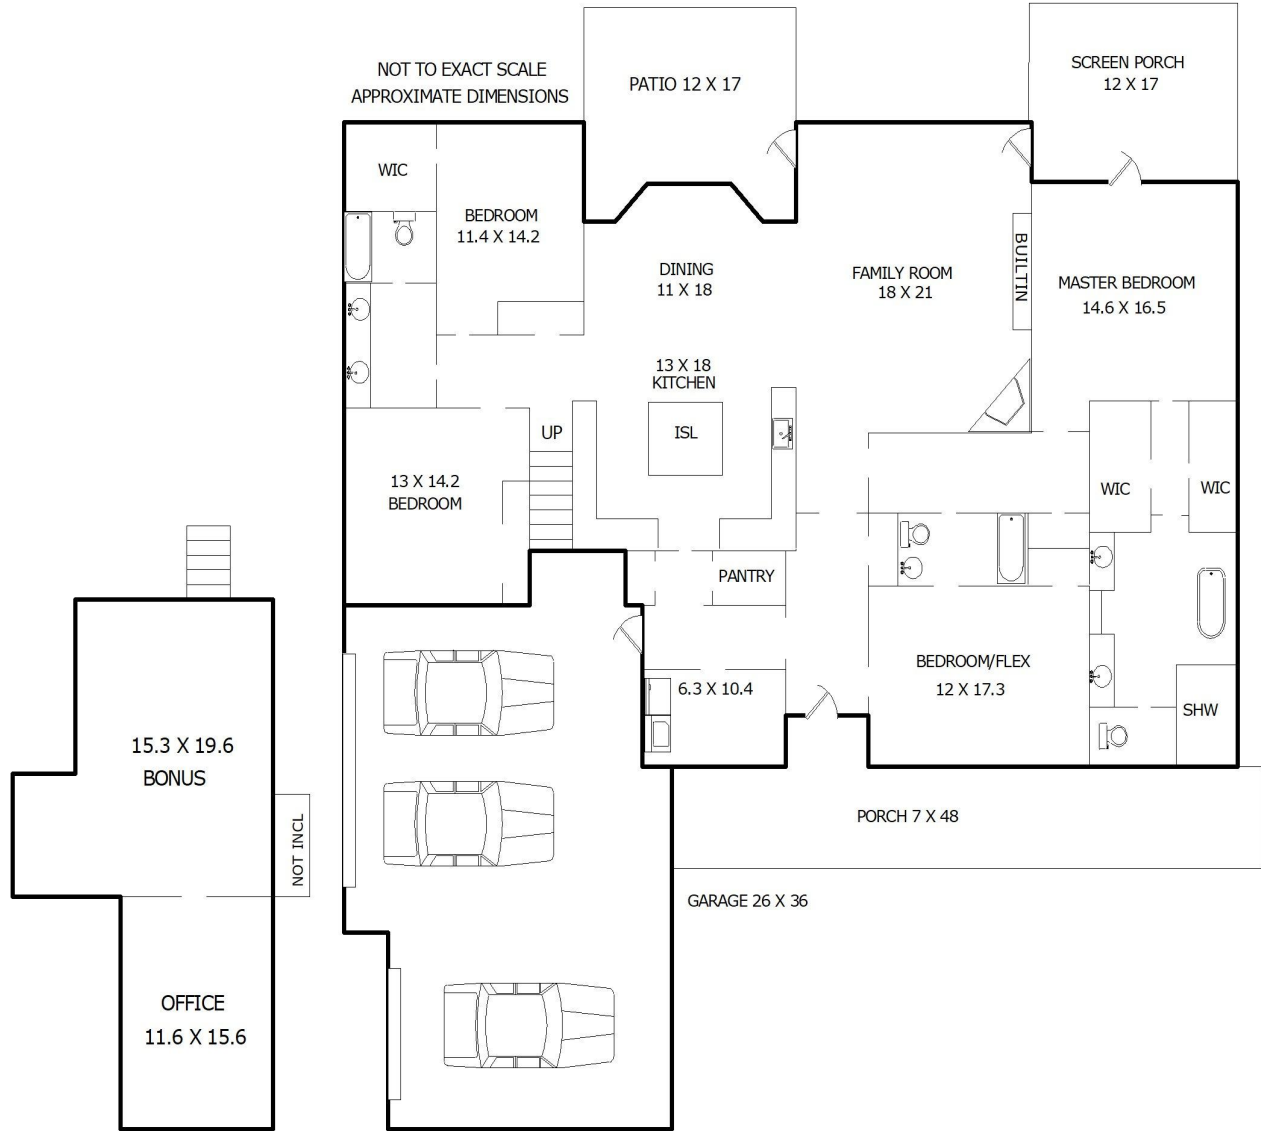 NOT TO EXACT SCALE
APPROXIMATE DIMENSIONS
PATIO 12 X 17
SCREEN PORCH
12 X 17
WIC
BEDROOM
11.4 X 14.2
DINING
11 X 18
FAMILY ROOM
18 X 21
BUILTIN
MASTER BEDROOM
14.6 X 16.5
13 X 18
KITCHEN
ISL
UP
13 X 14.2
BEDROOM
WIC
WIC
PANTRY
BEDROOM/FLEX
12 X 17.3
6.3 X 10.4
SHW
15.3 X 19.6
BONUS
NOT INCL
PORCH 7 X 48
GARAGE 26 X 36
OFFICE
11.6 X 15.6